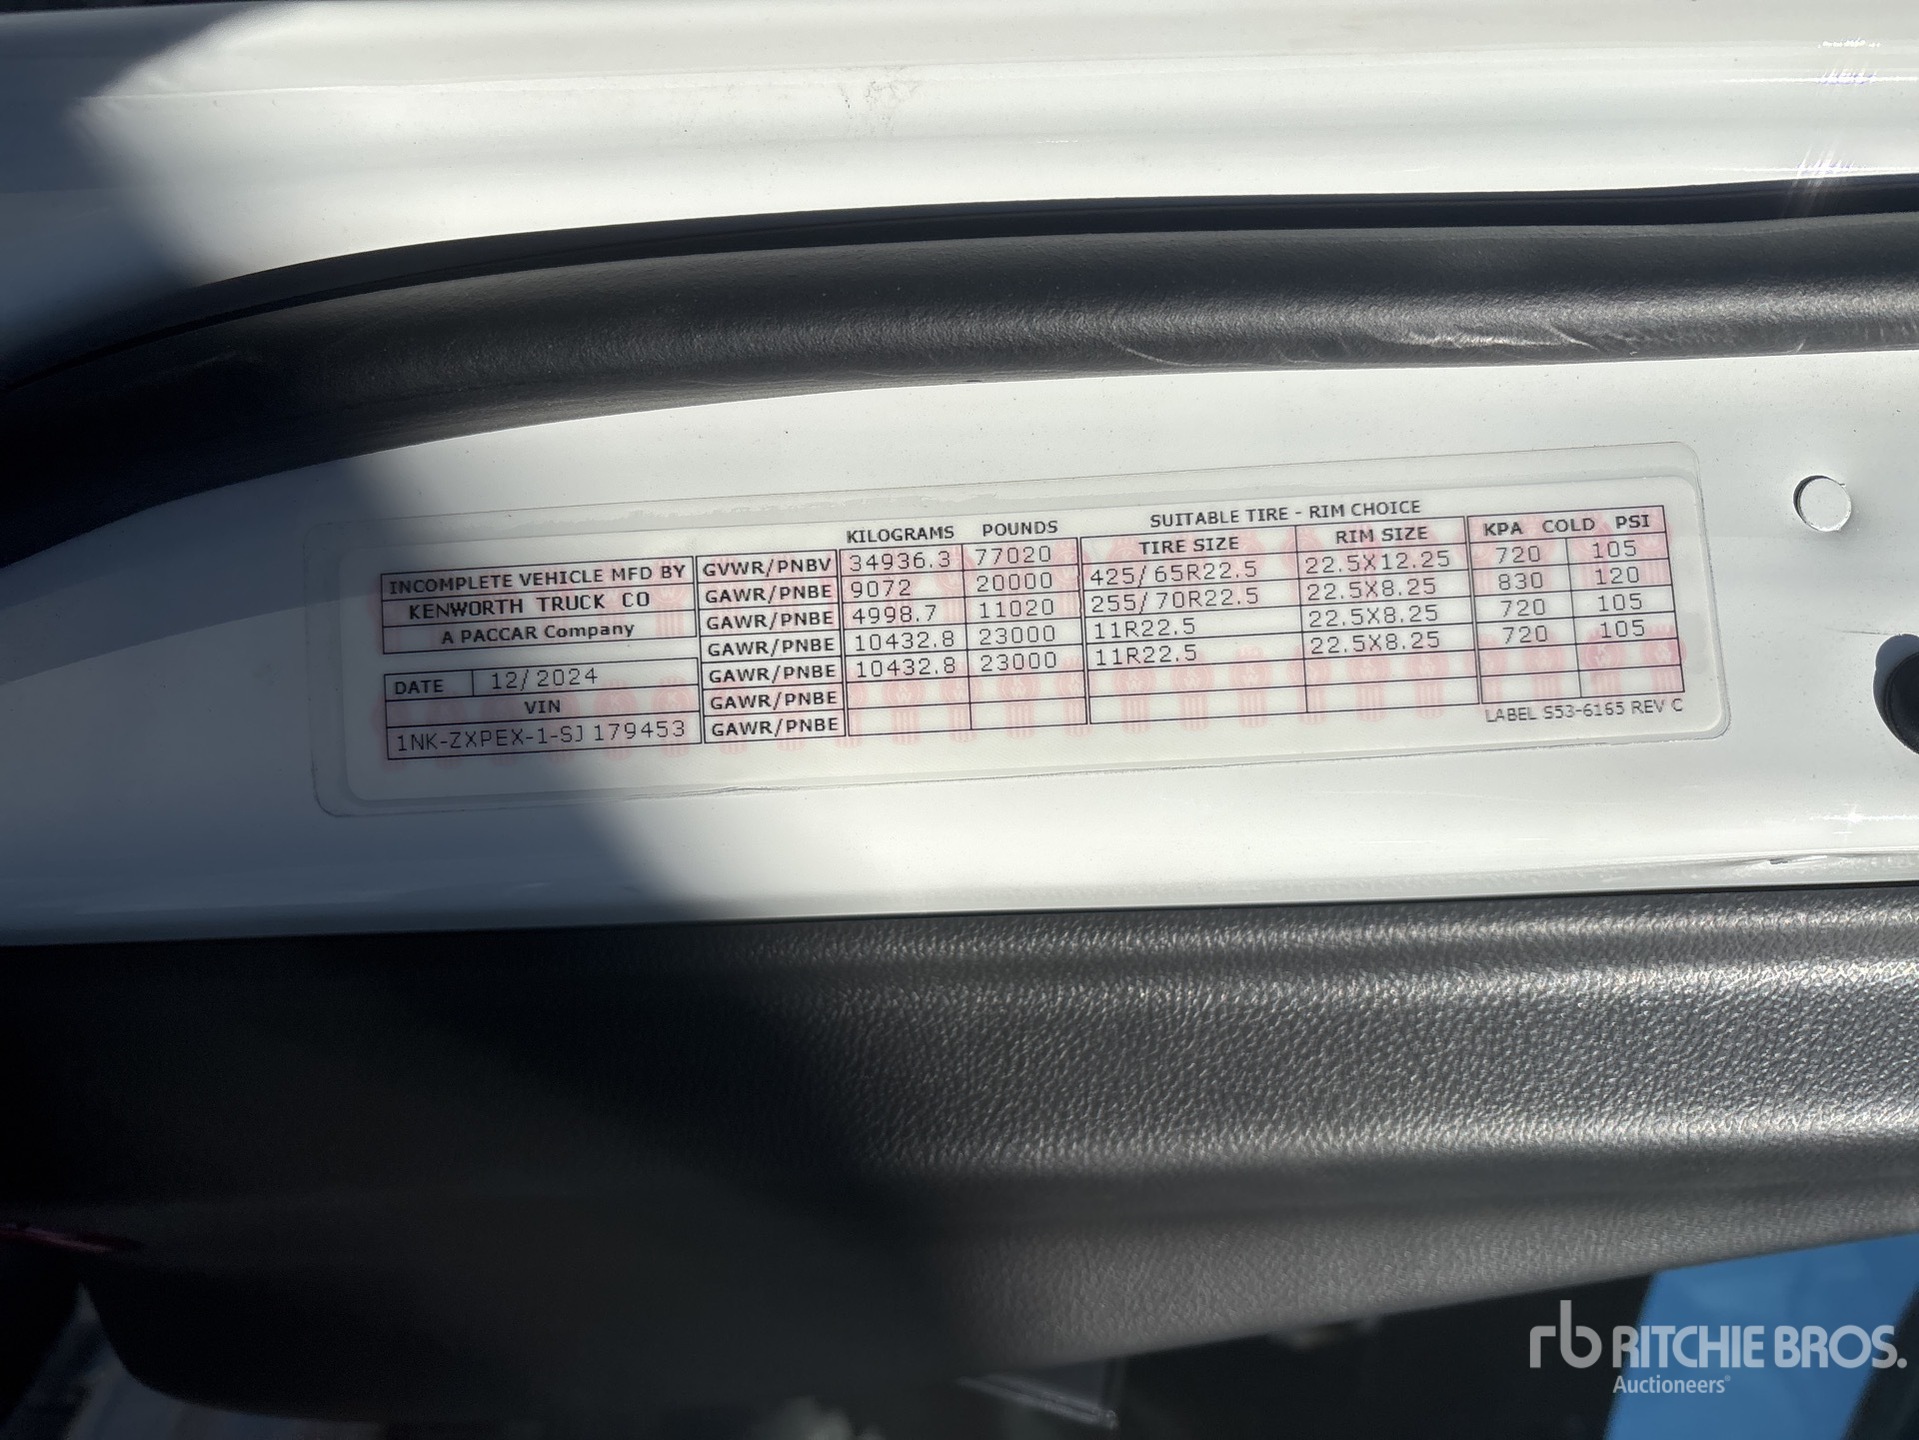 KILOGRAMS POUNDS SUITABLE TIRE - RIM CHOICE
TIRE SIZE RIM SIZE KPA COLD PSI
INCOMPLETE VEHICLE MFD BY GVWR/PNBV 34936.3 77020
KENWORTH TRUCK CO GAWR/PNBE 9072 20000 425/65R22.5 22.5X12.25 720 105
A PACCAR Company GAWR/PNBE 4998.7 11020 255/70R22.5 22.5X8.25 830 120
GAWR/PNBE 10432.8 23000 11R22.5 22.5X8.25 720 105
DATE 12/2024 GAWR/PNBE 10432.8 23000 11R22.5 22.5X8.25 720 105
VIN GAWR/PNBE
1NK-ZXPEX-1-SJ 179453 GAWR/PNBE
LABEL S53-6165 REV C
rb RITCHIE BROS.
Auctioneers®